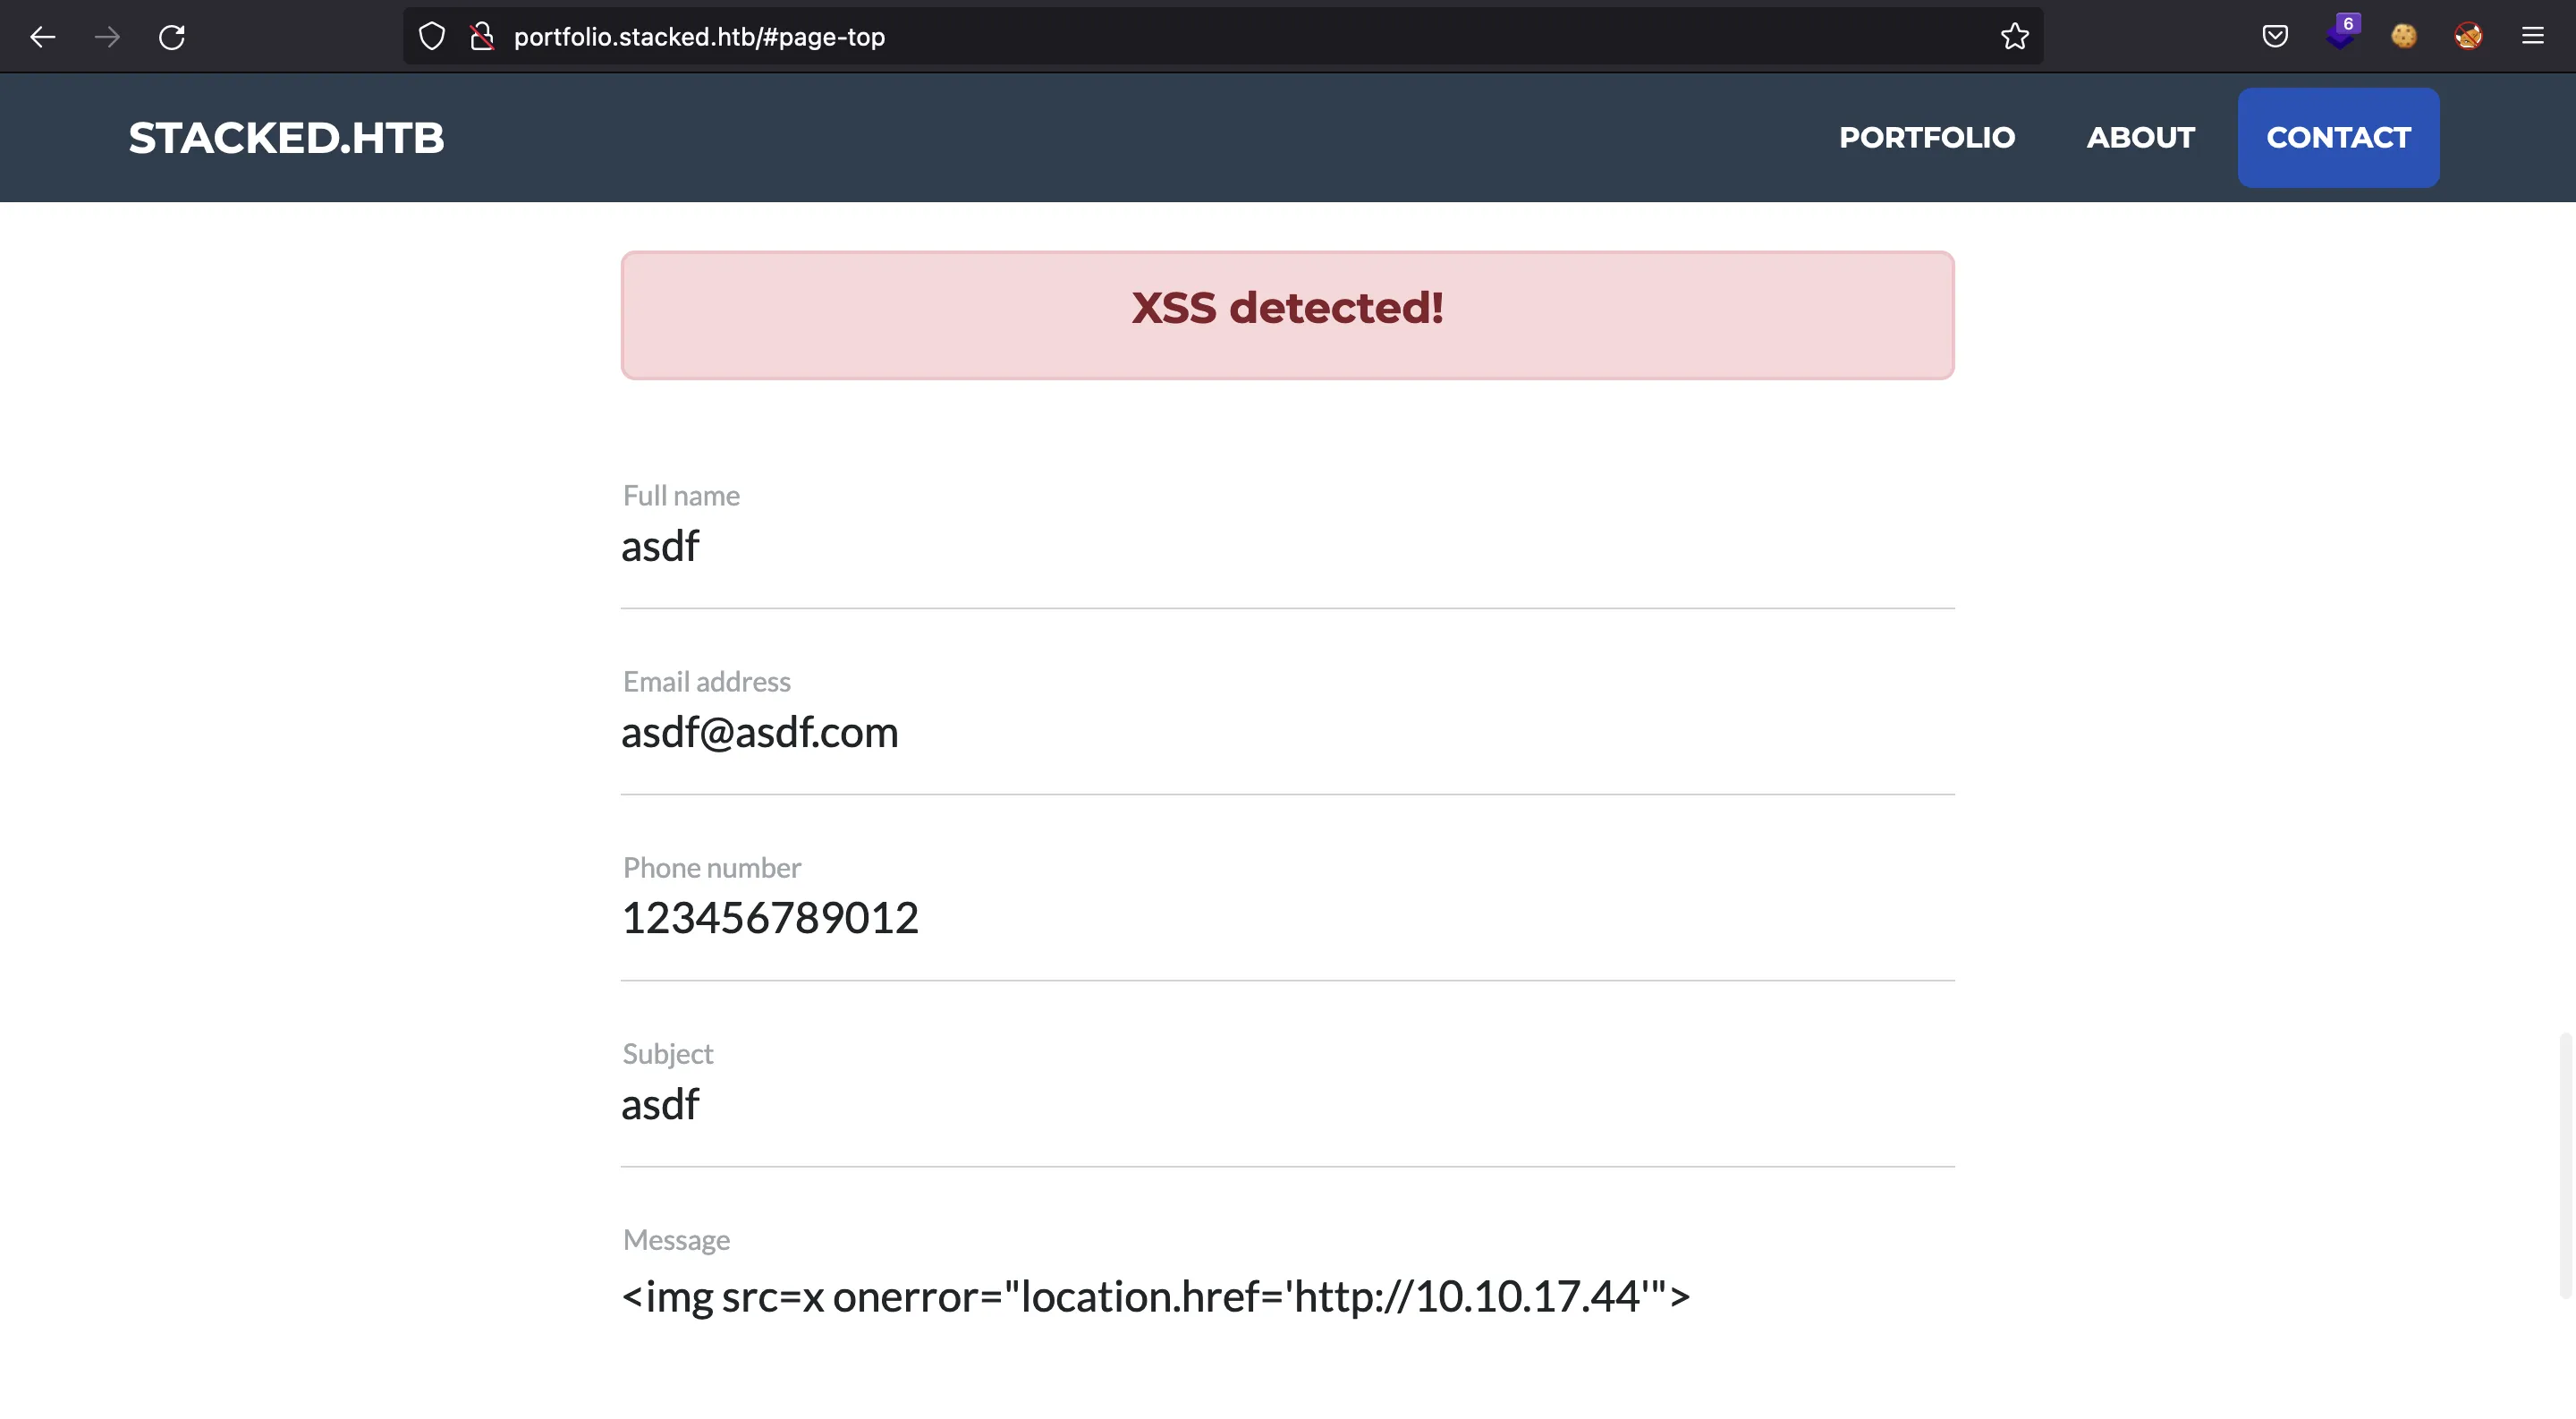 6
portfolio.stacked.htb/#page-top
STACKED.HTB PORTFOLIO ABOUT CONTACT
XSS detected!
Full name
asdf
Email address
asdf@asdf.com
Phone number
123456789012
Subject
asdf
Message
<img src=x onerror="location.href='http://10.10.17.44'">